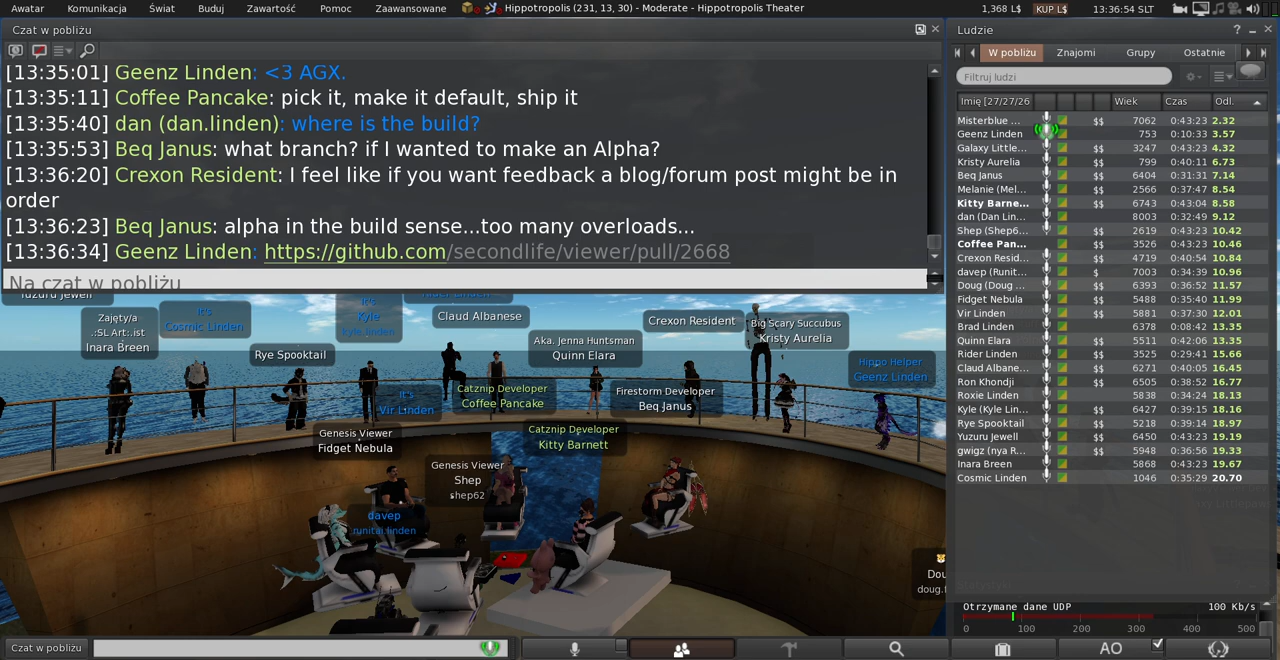 Awatar Komunikacja Świat Buduj Zawartość Pomoc Zaawansowane Hippotropolis (231, 13, 30) - Moderate - Hippotropolis Theater 1,368 L$ KUP L$ 13:36:54 SLT
Czat w pobliżu
[13:35:01] Geenz Linden: <3 AGX.
[13:35:11] Coffee Pancake: pick it, make it default, ship it
[13:35:40] dan (dan.linden): where is the build?
[13:35:53] Beq Janus: what branch? if I wanted to make an Alpha?
[13:36:20] Crexon Resident: I feel like if you want feedback a blog/forum post might be in
order
[13:36:23] Beq Janus: alpha in the build sense...too many overloads...
[13:36:34] Geenz Linden: https://github.com/secondlife/viewer/pull/2668
Na czat w pobliżu
Yuzuru Jewell
Zajęty/a
.:SL Art:.ist
Inara Breen
It's
Cosmic Linden
It's
Kyle
kyle.linden
Claud Albanese
Rye Spooktail
Aka. Jenna Huntsman
Quinn Elara
Crexon Resident
Big Scary Succubus
Kristy Aurelia
Hippo Helper
Geenz Linden
It's
Vir Linden
Catznip Developer
Coffee Pancake
Firestorm Developer
Beq Janus
Genesis Viewer
Fidget Nebula
Catznip Developer
Kitty Barnett
Genesis Viewer
Shep
shep62
davep
runitai.linden
Dou
doug.f
Czat w pobliżu
Ludzie
W pobliżu Znajomi Grupy Ostatnie
Filtruj ludzi
Imię [27/27/26 Wiek Czas Odl.
Misterblue ... $$ 7062 0:43:23 2.32
Geenz Linden 753 0:10:33 3.57
Galaxy Little... $$ 3247 0:43:23 4.32
Kristy Aurelia $$ 799 0:40:11 6.73
Beq Janus $$ 6404 0:31:31 7.14
Melanie (Mel... $$ 2566 0:37:47 8.54
Kitty Barne... $$ 6743 0:43:04 8.58
dan (Dan Lin... 8003 0:32:49 9.12
Shep (Shep6... $$ 2619 0:43:23 10.42
Coffee Pan... 3526 0:43:23 10.46
Crexon Resid... $$ 4719 0:40:54 10.84
davep (Runit... $ 7003 0:34:39 10.96
Doug (Doug ... $$ 6393 0:36:52 11.57
Fidget Nebula $$ 5488 0:35:40 11.99
Vir Linden $$ 5881 0:37:30 12.01
Brad Linden 6378 0:08:42 13.35
Quinn Elara $$ 5511 0:42:06 13.35
Rider Linden $$ 3525 0:29:41 15.66
Claud Albane... $$ 6271 0:40:05 16.45
Ron Khondji $$ 6505 0:38:52 16.77
Roxie Linden 5838 0:34:24 18.13
Kyle (Kyle Lin... $$ 6427 0:39:15 18.16
Rye Spooktail $$ 5218 0:39:14 18.97
Yuzuru Jewell $$ 6450 0:43:23 19.19
gwigz (nya R... $$ 5948 0:36:56 19.33
Inara Breen 5868 0:43:23 19.67
Cosmic Linden 1046 0:35:29 20.70
Otrzymane dane UDP 100 Kb/s
0 100 200 400 500
AO